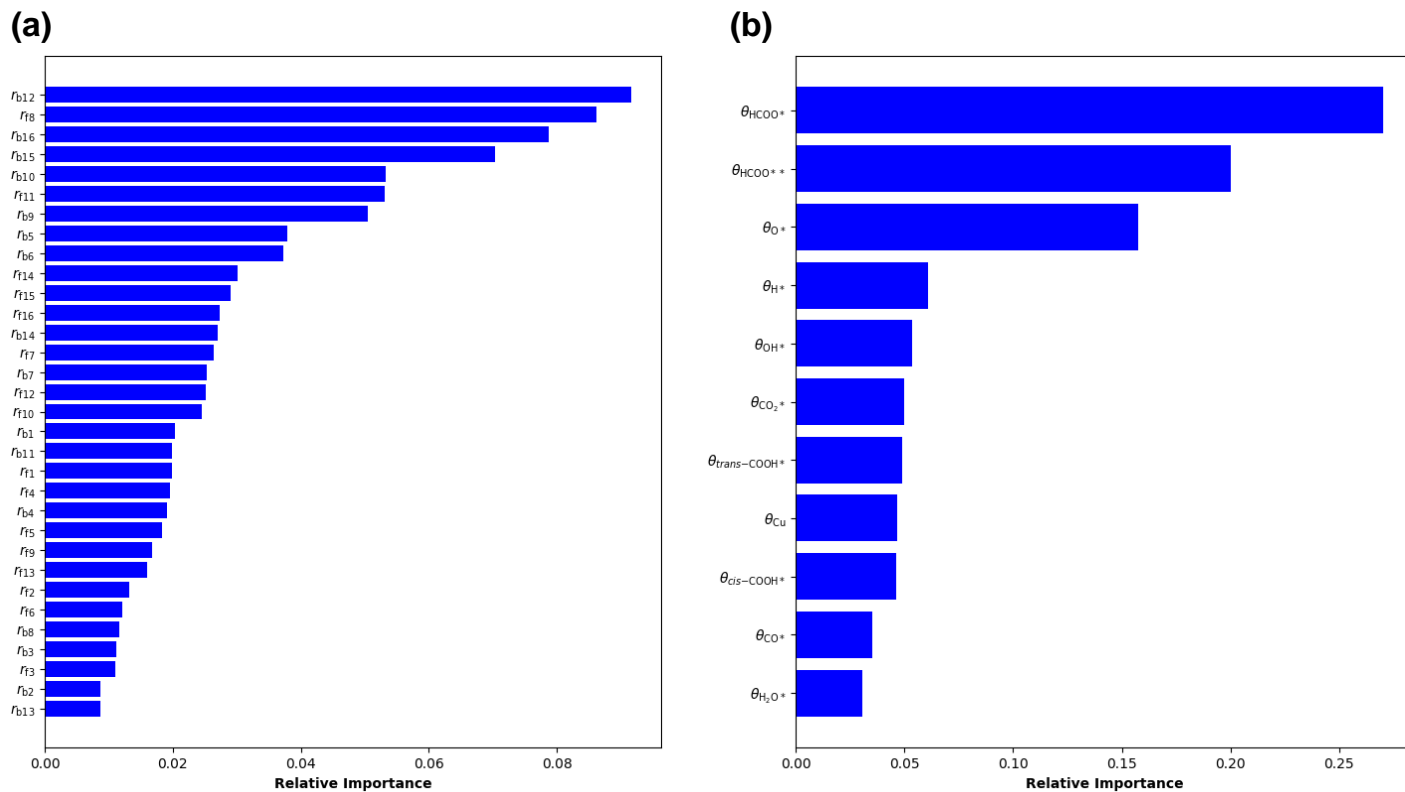 (a)
r_b12
r_f8
r_b16
r_b15
r_b10
r_f11
r_b9
r_b5
r_b6
r_f14
r_f15
r_f16
r_b14
r_f7
r_b7
r_f12
r_f10
r_b1
r_b11
r_f1
r_f4
r_b4
r_f5
r_f9
r_f13
r_f2
r_f6
r_b8
r_b3
r_f3
r_b2
r_b13
0.00 0.02 0.04 0.06 0.08
Relative Importance
(b)
θ_HCOO*
θ_HCOO**
θ_O*
θ_H*
θ_OH*
θ_CO₂*
θ_trans−COOH*
θ_Cu
θ_cis−COOH*
θ_CO*
θ_H₂O*
0.00 0.05 0.10 0.15 0.20 0.25
Relative Importance